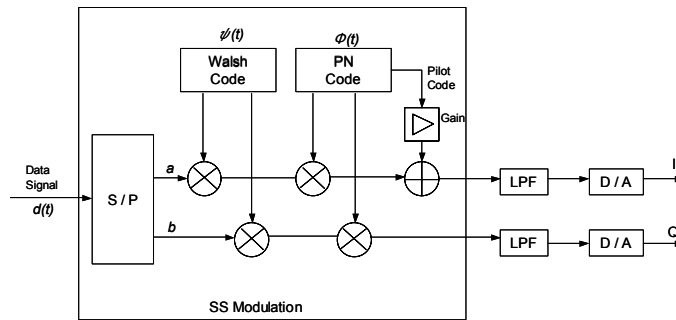 ψ(t)
Φ(t)
Walsh
Code
PN
Code
Pilot
Code
Gain
Data
Signal
d(t)
S / P
a
b
LPF
D / A
I
LPF
D / A
Q
SS Modulation